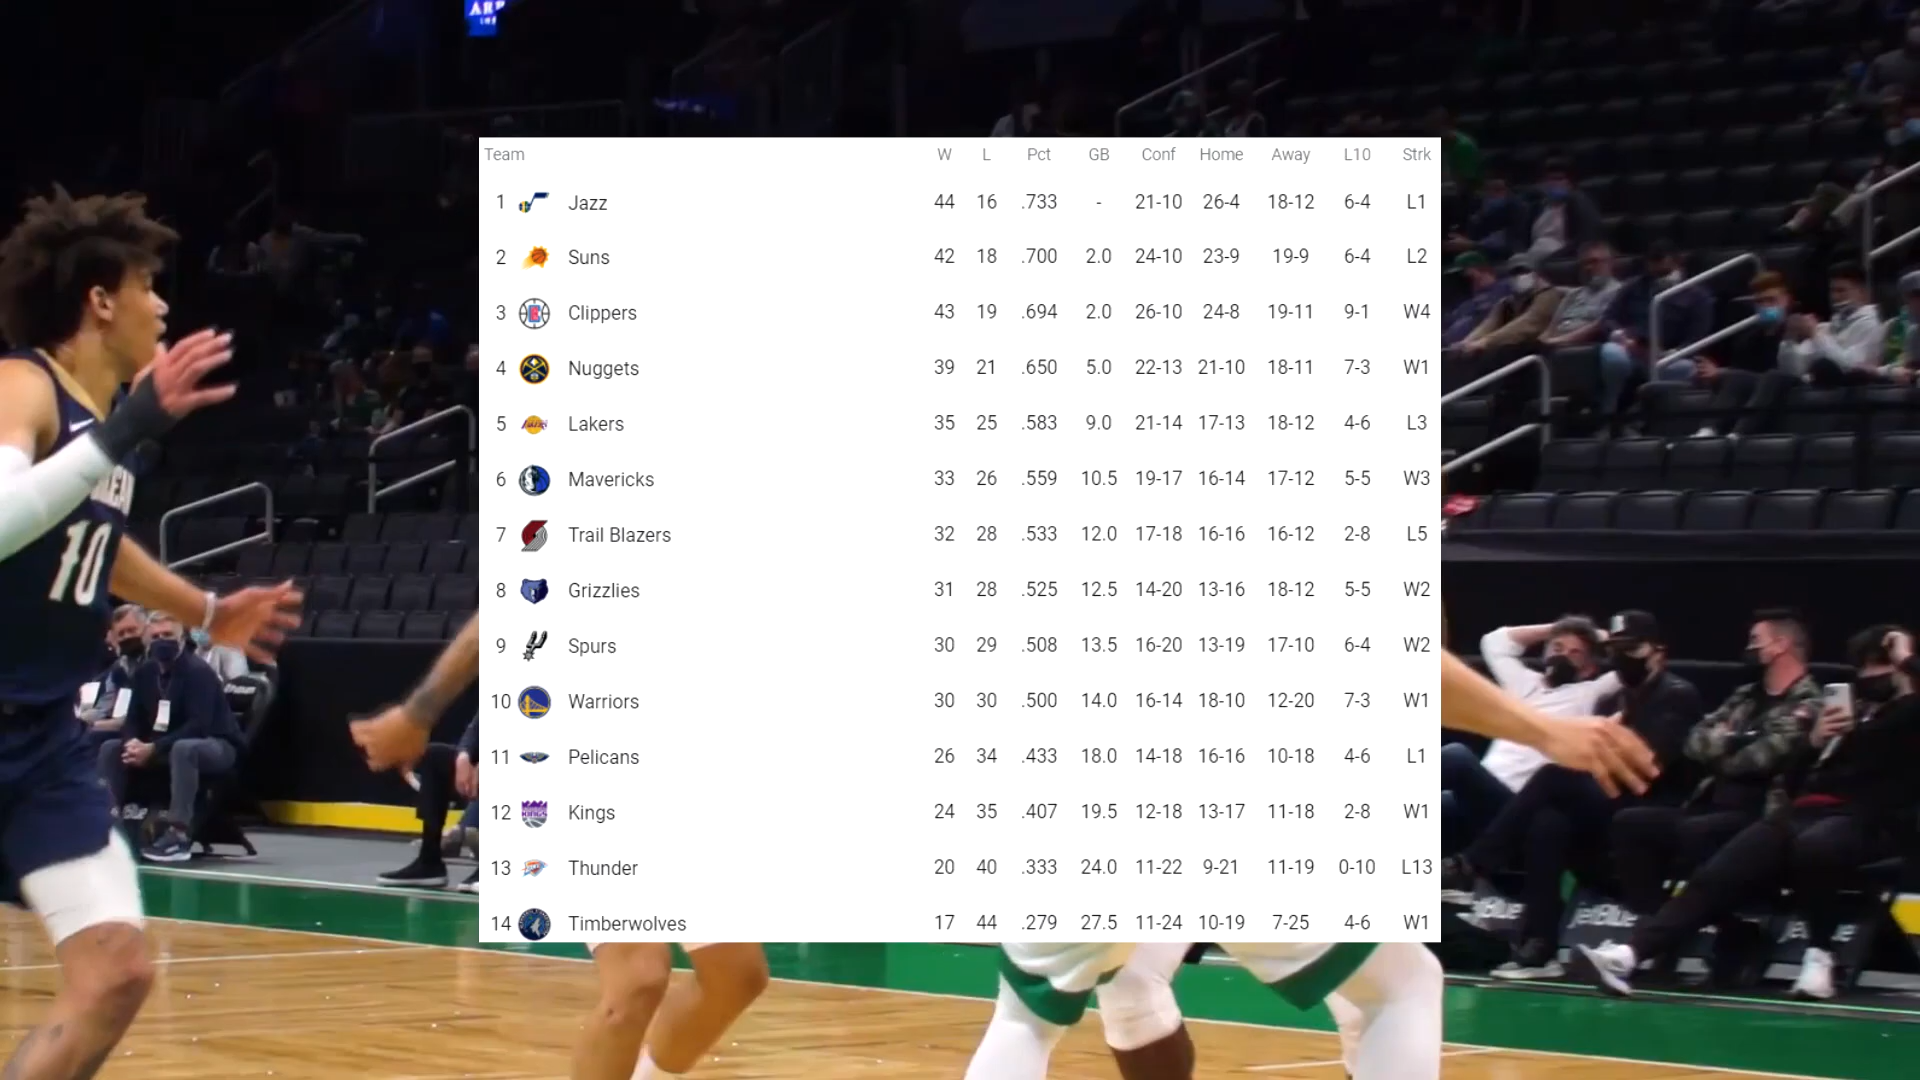 Team W L Pct GB Conf Home Away L10 Strk
1 Jazz 44 16 .733 - 21-10 26-4 18-12 6-4 L1
2 Suns 42 18 .700 2.0 24-10 23-9 19-9 6-4 L2
3 Clippers 43 19 .694 2.0 26-10 24-8 19-11 9-1 W4
4 Nuggets 39 21 .650 5.0 22-13 21-10 18-11 7-3 W1
5 Lakers 35 25 .583 9.0 21-14 17-13 18-12 4-6 L3
6 Mavericks 33 26 .559 10.5 19-17 16-14 17-12 5-5 W3
7 Trail Blazers 32 28 .533 12.0 17-18 16-16 16-12 2-8 L5
8 Grizzlies 31 28 .525 12.5 14-20 13-16 18-12 5-5 W2
9 Spurs 30 29 .508 13.5 16-20 13-19 17-10 6-4 W2
10 Warriors 30 30 .500 14.0 16-14 18-10 12-20 7-3 W1
11 Pelicans 26 34 .433 18.0 14-18 16-16 10-18 4-6 L1
12 Kings 24 35 .407 19.5 12-18 13-17 11-18 2-8 W1
13 Thunder 20 40 .333 24.0 11-22 9-21 11-19 0-10 L13
14 Timberwolves 17 44 .279 27.5 11-24 10-19 7-25 4-6 W1
10
jetBlue